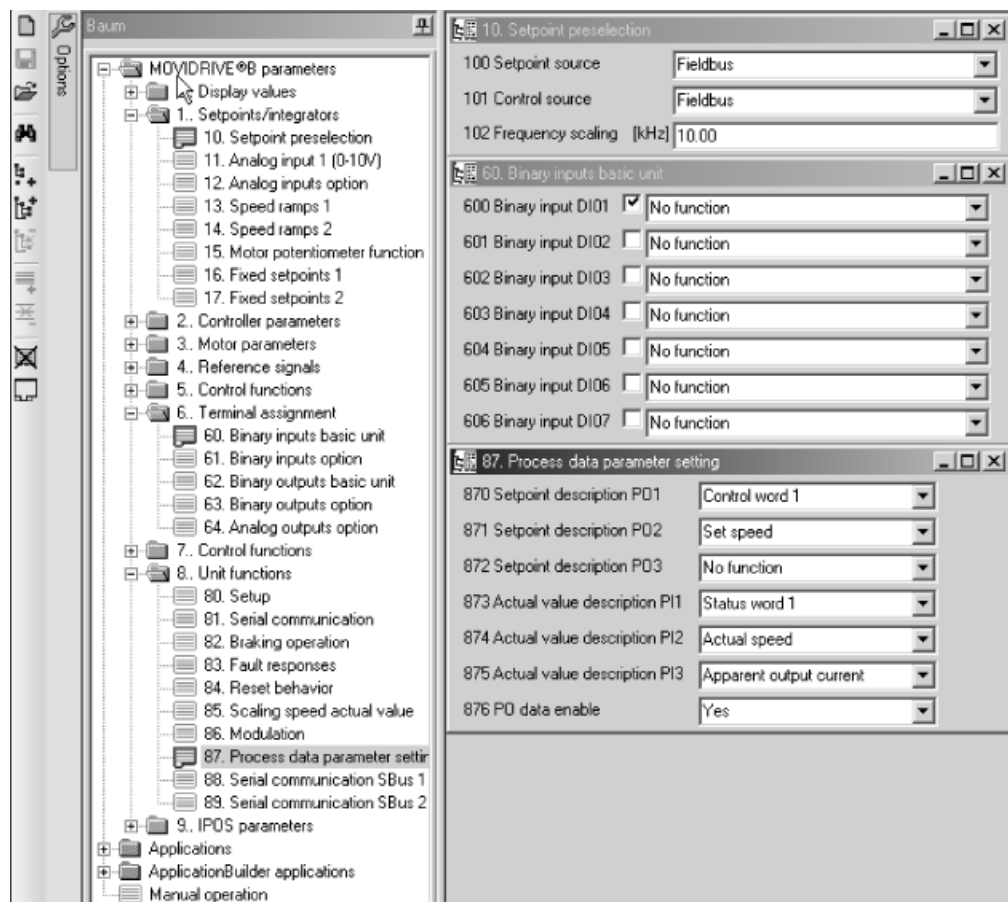 Options
Baum
MOVIDRIVE®B parameters
Display values
1.. Setpoints/integrators
10. Setpoint preselection
11. Analog input 1 (0-10V)
12. Analog inputs option
13. Speed ramps 1
14. Speed ramps 2
15. Motor potentiometer function
16. Fixed setpoints 1
17. Fixed setpoints 2
2.. Controller parameters
3.. Motor parameters
4.. Reference signals
5.. Control functions
6.. Terminal assignment
60. Binary inputs basic unit
61. Binary inputs option
62. Binary outputs basic unit
63. Binary outputs option
64. Analog outputs option
7.. Control functions
8.. Unit functions
80. Setup
81. Serial communication
82. Braking operation
83. Fault responses
84. Reset behavior
85. Scaling speed actual value
86. Modulation
87. Process data parameter settir
88. Serial communication SBus 1
89. Serial communication SBus 2
9.. IPOS parameters
Applications
ApplicationBuilder applications
Manual operation
10. Setpoint preselection
100 Setpoint source Fieldbus
101 Control source Fieldbus
102 Frequency scaling [kHz] 10.00
60. Binary inputs basic unit
600 Binary input DI01 No function
601 Binary input DI02 No function
602 Binary input DI03 No function
603 Binary input DI04 No function
604 Binary input DI05 No function
605 Binary input DI06 No function
606 Binary input DI07 No function
87. Process data parameter setting
870 Setpoint description PO1 Control word 1
871 Setpoint description PO2 Set speed
872 Setpoint description PO3 No function
873 Actual value description PI1 Status word 1
874 Actual value description PI2 Actual speed
875 Actual value description PI3 Apparent output current
876 PO data enable Yes